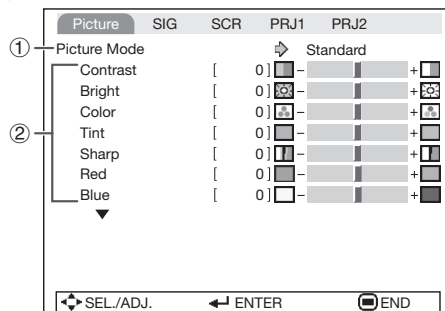 Picture SIG SCR PRJ1 PRJ2
① Picture Mode Standard
Contrast [ 0 ] − +
Bright [ 0 ] − +
② Color [ 0 ] − +
Tint [ 0 ] − +
Sharp [ 0 ] − +
Red [ 0 ] − +
Blue [ 0 ] − +
SEL./ADJ. ENTER END